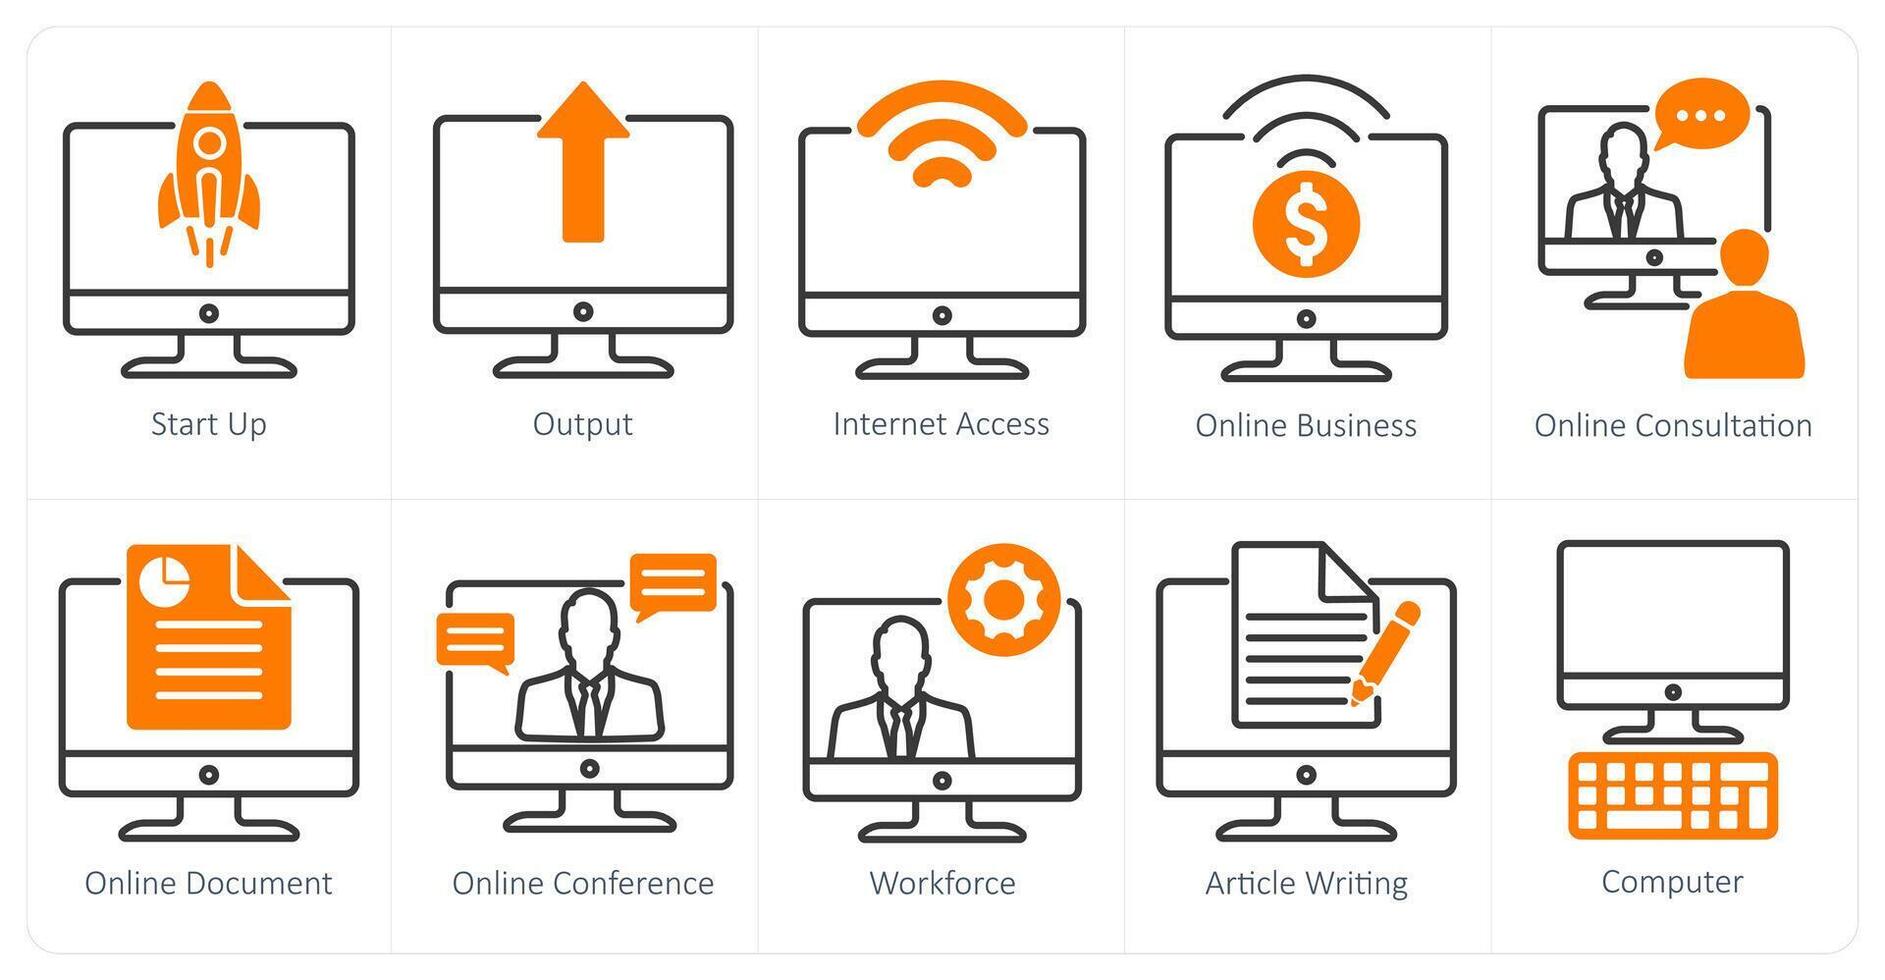 Start Up
Output
Internet Access
Online Business
Online Consultation
Online Document
Online Conference
Workforce
Article Writing
Computer